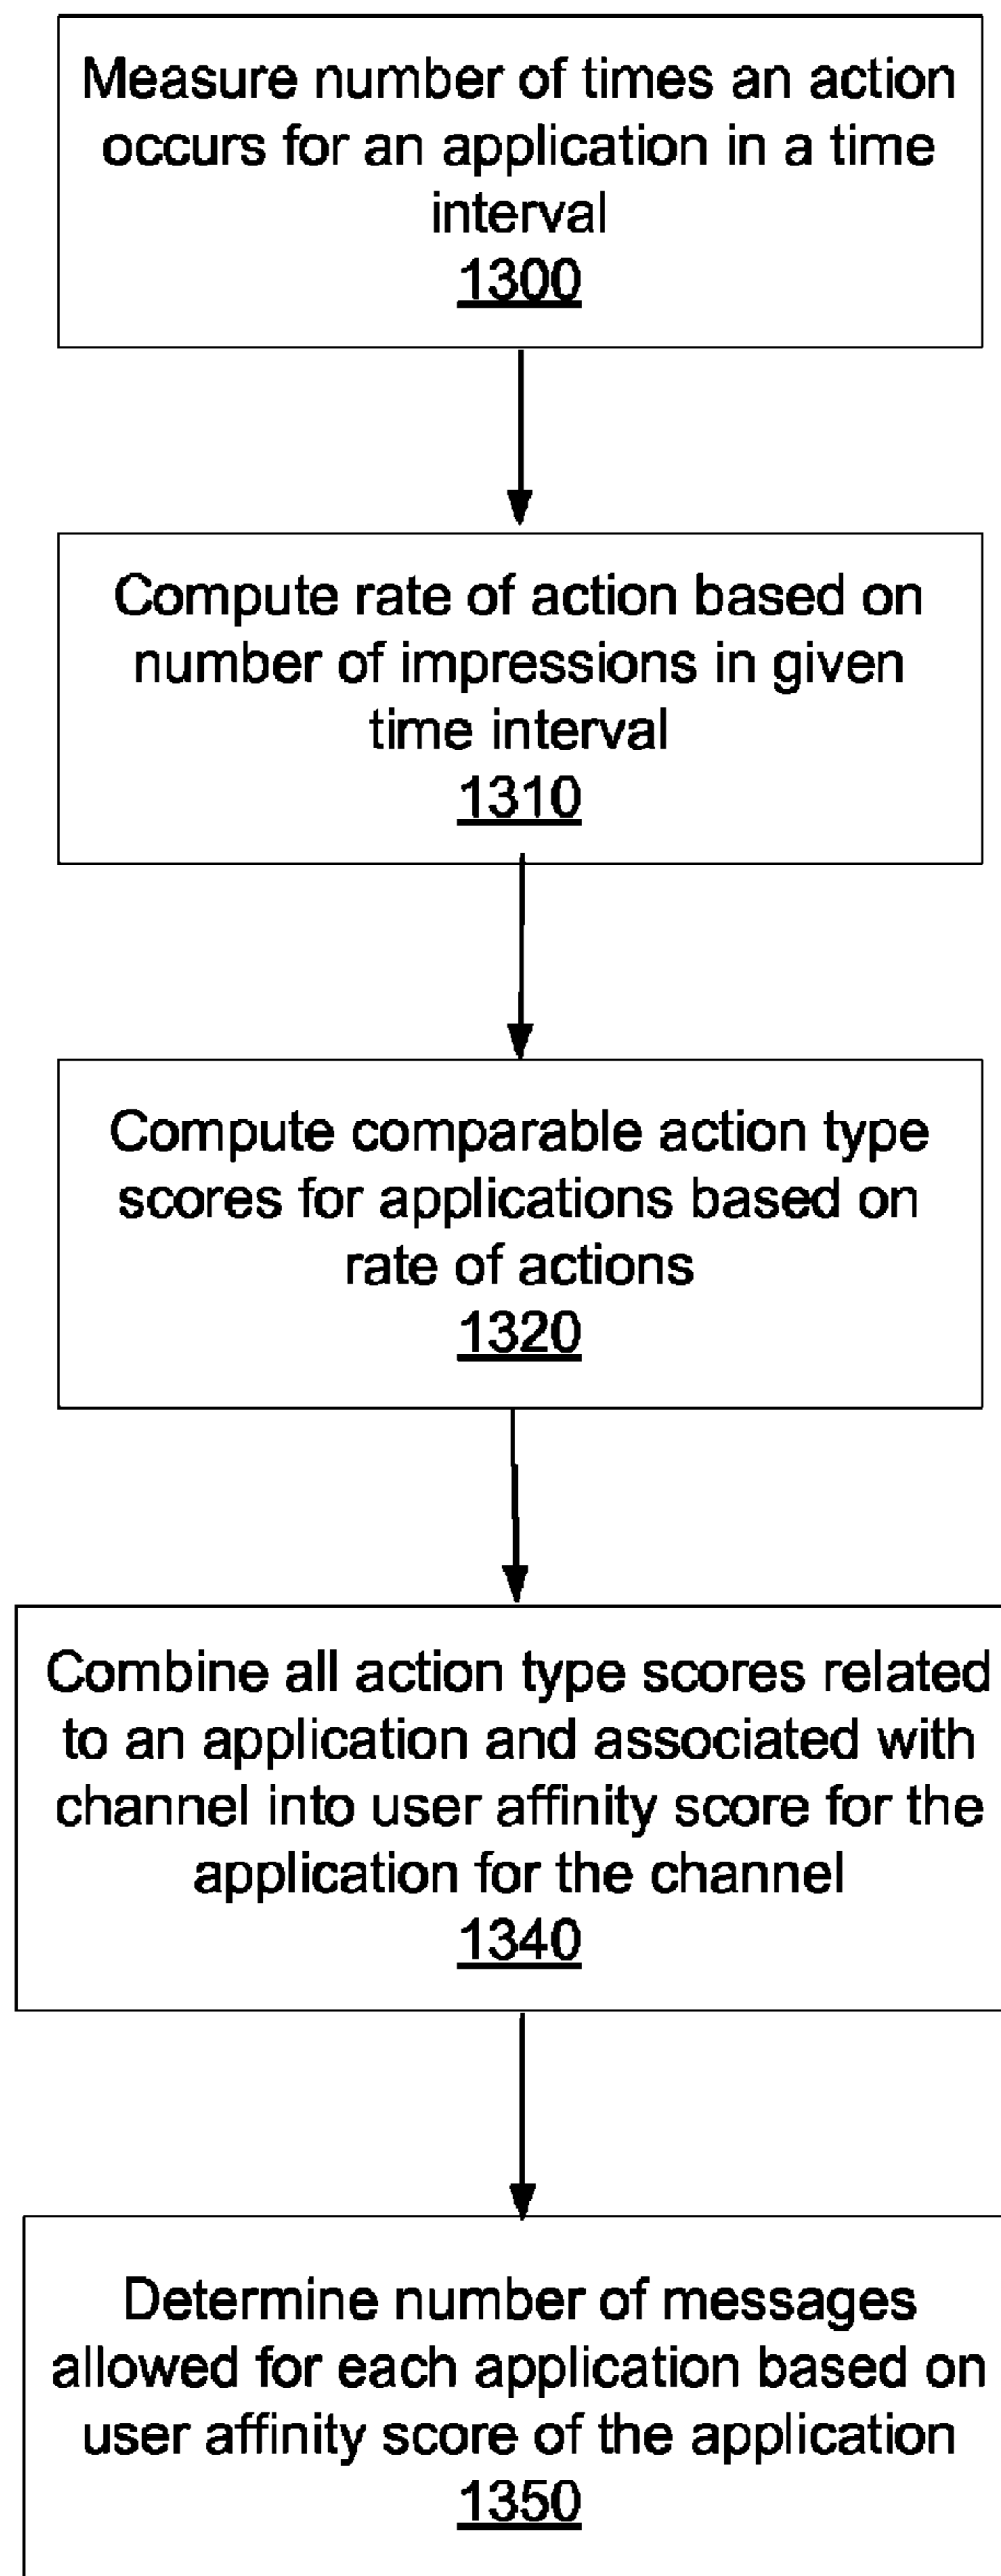 Measure number of times an action
occurs for an application in a time
interval
1300
Compute rate of action based on
number of impressions in given
time interval
1310
Compute comparable action type
scores for applications based on
rate of actions
1320
Combine all action type scores related
to an application and associated with
channel into user affinity score for the
application for the channel
1340
Determine number of messages
allowed for each application based on
user affinity score of the application
1350